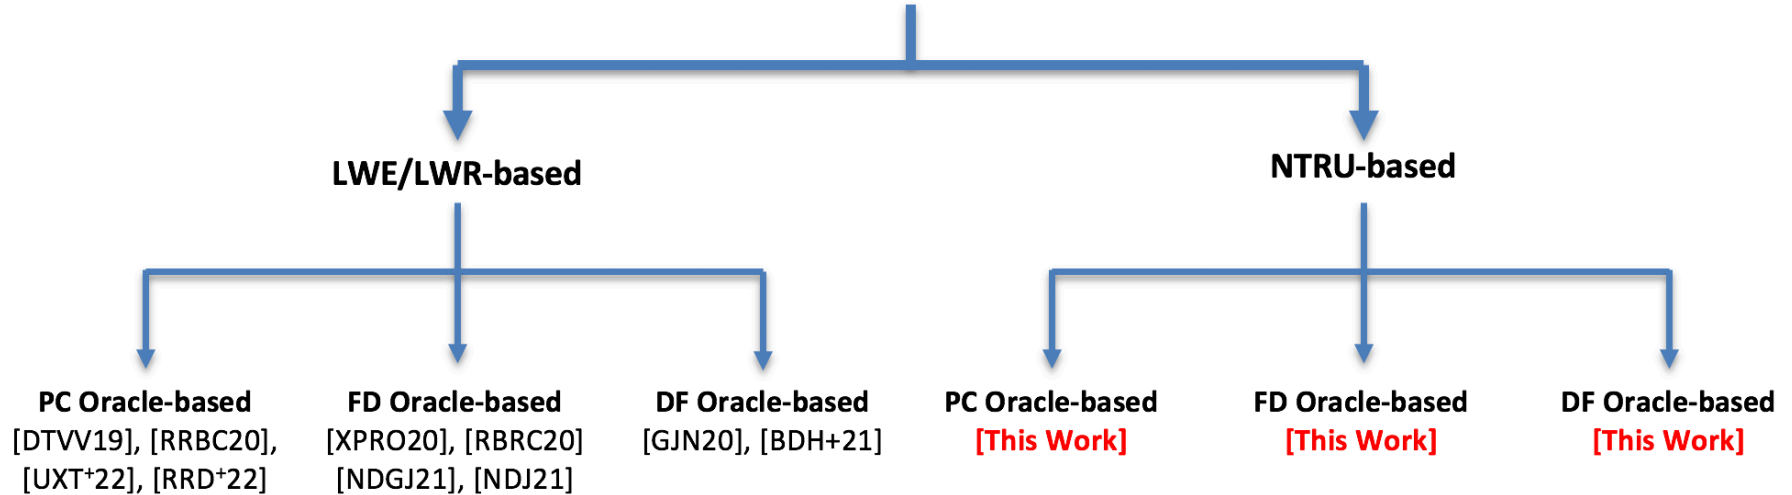 LWE/LWR-based
NTRU-based
PC Oracle-based
[DTVV19], [RRBC20],
[UXT+22], [RRD+22]
FD Oracle-based
[XPRO20], [RBRC20]
[NDGJ21], [NDJ21]
DF Oracle-based
[GJN20], [BDH+21]
PC Oracle-based
[This Work]
FD Oracle-based
[This Work]
DF Oracle-based
[This Work]